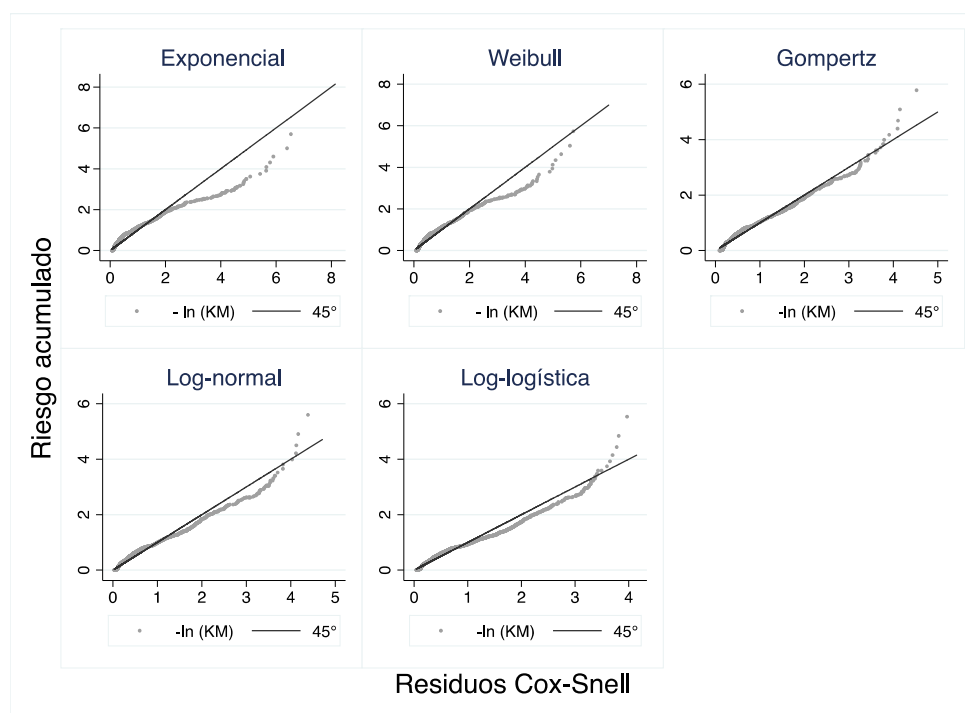 Riesgo acumulado
Exponencial
8
6
4
2
0
0 2 4 6 8
- ln (KM) 45°
Weibull
8
6
4
2
0
0 2 4 6 8
- ln (KM) 45°
Gompertz
6
4
2
0
0 1 2 3 4 5
- ln (KM) 45°
Log-normal
6
4
2
0
0 1 2 3 4 5
-ln (KM) 45°
Log-logística
6
4
2
0
0 1 2 3 4
-ln (KM) 45°
Residuos Cox-Snell